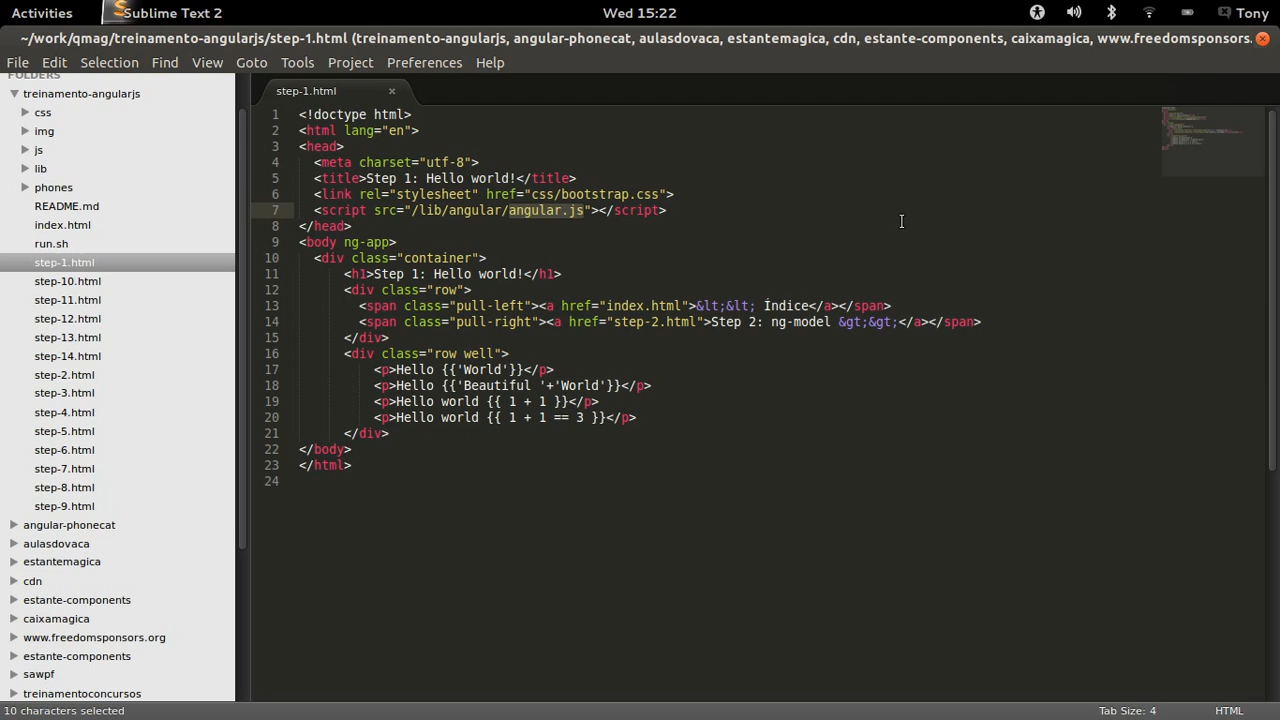 Activities
Sublime Text 2
Wed 15:22
Tony
~/work/qmag/treinamento-angularjs/step-1.html (treinamento-angularjs, angular-phonecat, aulasdovaca, estantemagica, cdn, estante-components, caixamagica, www.freedomsponsors.
File Edit Selection Find View Goto Tools Project Preferences Help
FOLDERS
treinamento-angularjs
css
img
js
lib
phones
README.md
index.html
run.sh
step-1.html
step-10.html
step-11.html
step-12.html
step-13.html
step-14.html
step-2.html
step-3.html
step-4.html
step-5.html
step-6.html
step-7.html
step-8.html
step-9.html
angular-phonecat
aulasdovaca
estantemagica
cdn
estante-components
caixamagica
www.freedomsponsors.org
estante-components
sawpf
treinamentoconcursos
step-1.html ×
1 <!doctype html>
2 <html lang="en">
3 <head>
4 <meta charset="utf-8">
5 <title>Step 1: Hello world!</title>
6 <link rel="stylesheet" href="css/bootstrap.css">
7 <script src="/lib/angular/angular.js"></script>
8 </head>
9 <body ng-app>
10 <div class="container">
11 <h1>Step 1: Hello world!</h1>
12 <div class="row">
13 <span class="pull-left"><a href="index.html">&lt;&lt; Índice</a></span>
14 <span class="pull-right"><a href="step-2.html">Step 2: ng-model &gt;&gt;</a></span>
15 </div>
16 <div class="row well">
17 <p>Hello {{'World'}}</p>
18 <p>Hello {{'Beautiful '+'World'}}</p>
19 <p>Hello world {{ 1 + 1 }}</p>
20 <p>Hello world {{ 1 + 1 == 3 }}</p>
21 </div>
22 </body>
23 </html>
24
10 characters selected
Tab Size: 4
HTML